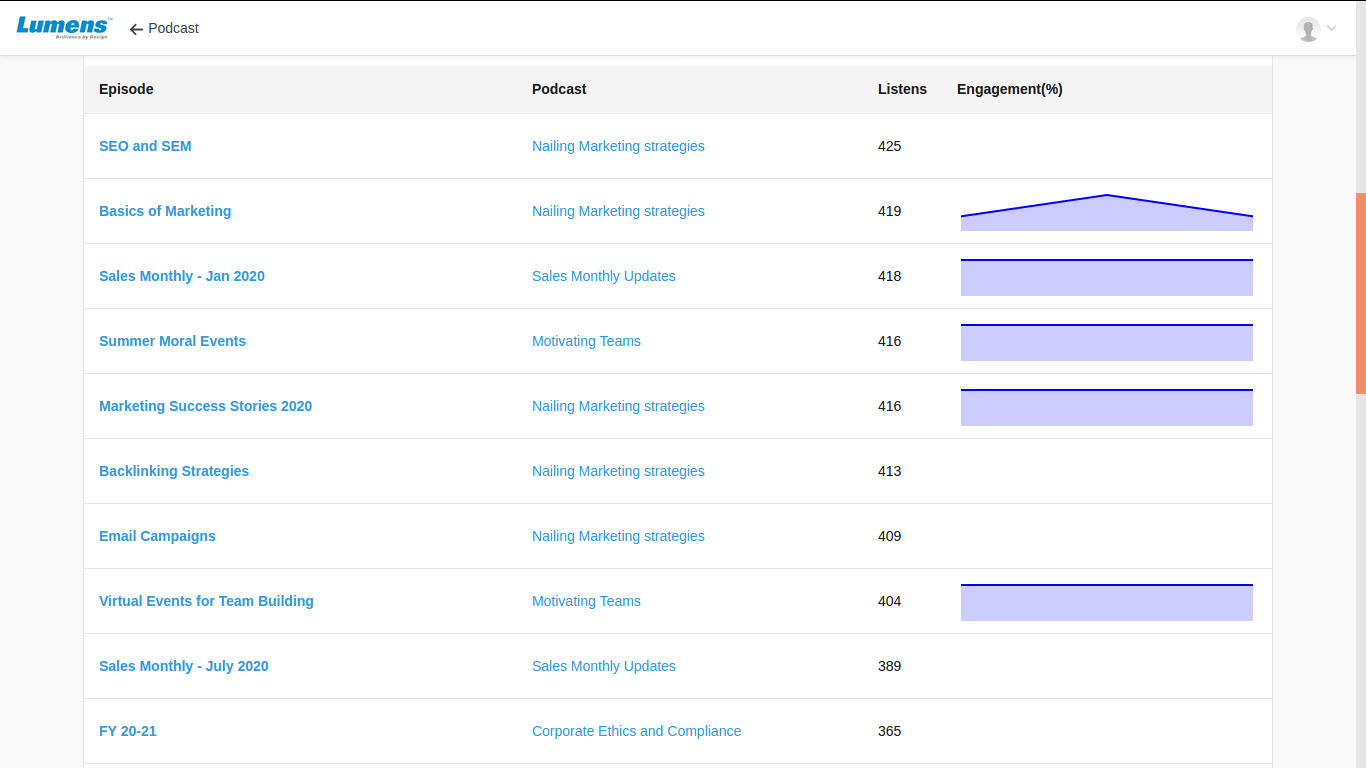 Lumens™ Podcast
Brilliance by Design
Episode Podcast Listens Engagement(%)
SEO and SEM Nailing Marketing strategies 425
Basics of Marketing Nailing Marketing strategies 419
Sales Monthly - Jan 2020 Sales Monthly Updates 418
Summer Moral Events Motivating Teams 416
Marketing Success Stories 2020 Nailing Marketing strategies 416
Backlinking Strategies Nailing Marketing strategies 413
Email Campaigns Nailing Marketing strategies 409
Virtual Events for Team Building Motivating Teams 404
Sales Monthly - July 2020 Sales Monthly Updates 389
FY 20-21 Corporate Ethics and Compliance 365